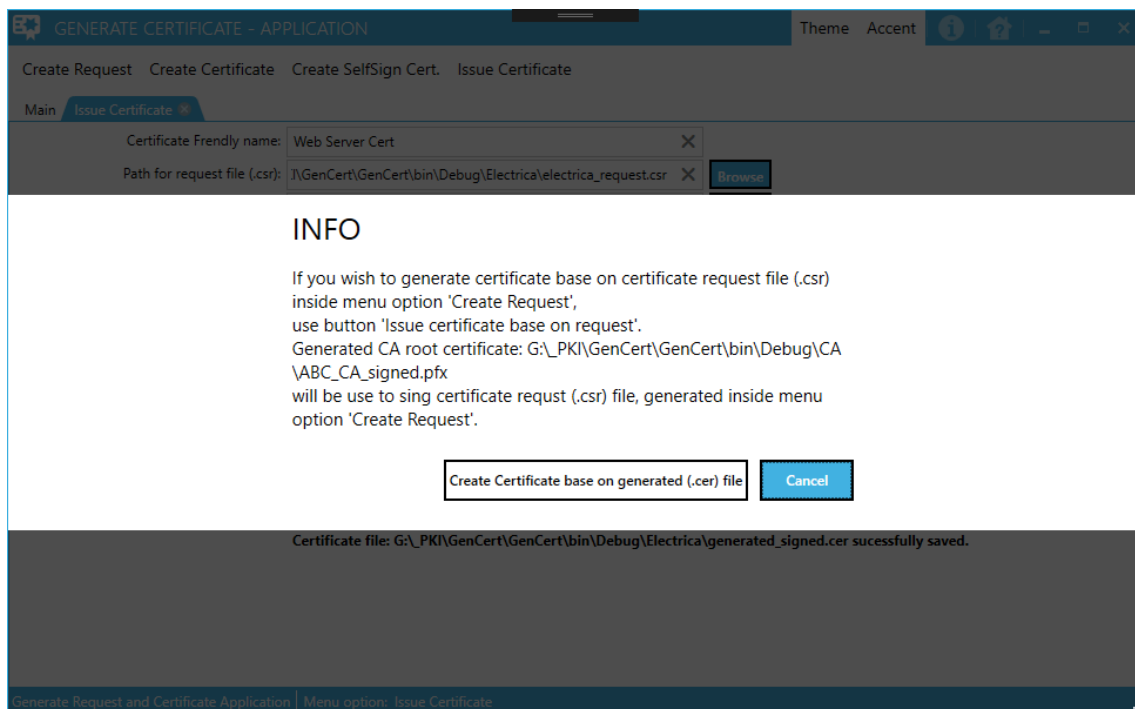 GENERATE CERTIFICATE - APPLICATION Theme Accent
Create Request Create Certificate Create SelfSign Cert. Issue Certificate
Main Issue Certificate
Certificate Frendly name: Web Server Cert
Path for request file (.csr): J\GenCert\GenCert\bin\Debug\Electrica\electrica_request.csr Browse
INFO
If you wish to generate certificate base on certificate request file (.csr)
inside menu option 'Create Request',
use button 'Issue certificate base on request'.
Generated CA root certificate: G:\_PKI\GenCert\GenCert\bin\Debug\CA
\ABC_CA_signed.pfx
will be use to sing certificate requst (.csr) file, generated inside menu
option 'Create Request'.
Create Certificate base on generated (.cer) file Cancel
Certificate file: G:\_PKI\GenCert\GenCert\bin\Debug\Electrica\generated_signed.cer sucessfully saved.
Generate Request and Certificate Application Menu option: Issue Certificate